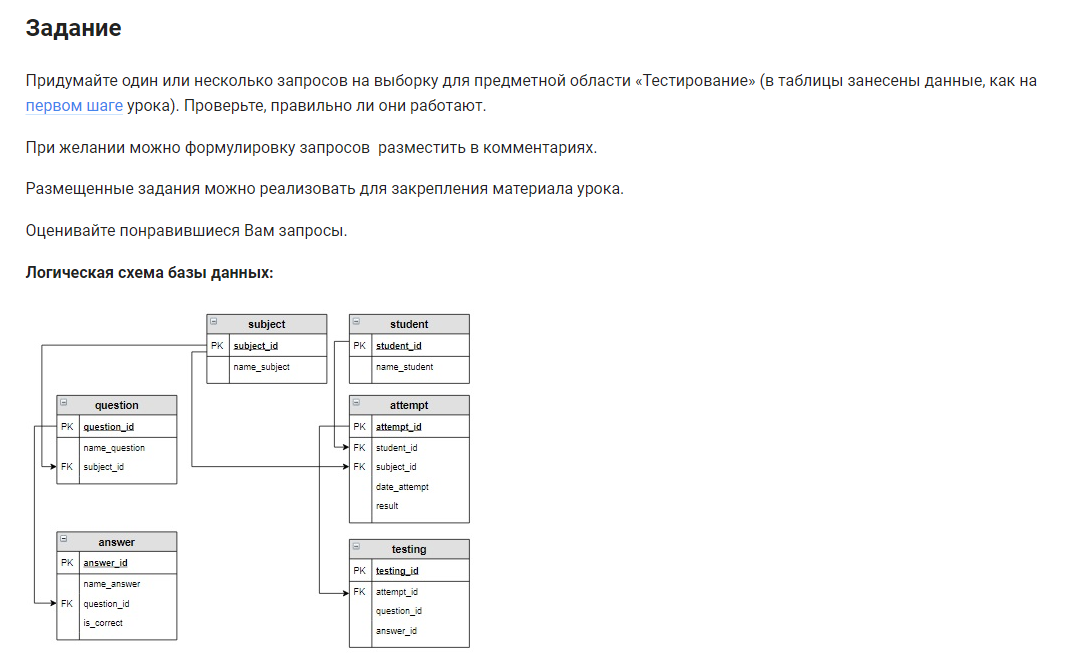 Задание
Придумайте один или несколько запросов на выборку для предметной области «Тестирование» (в таблицы занесены данные, как на
первом шаге урока). Проверьте, правильно ли они работают.
При желании можно формулировку запросов разместить в комментариях.
Размещенные задания можно реализовать для закрепления материала урока.
Оценивайте понравившиеся Вам запросы.
Логическая схема базы данных:
subject
PK subject_id
name_subject
student
PK student_id
name_student
question
PK question_id
name_question
FK subject_id
attempt
PK attempt_id
FK student_id
FK subject_id
date_attempt
result
answer
PK answer_id
name_answer
FK question_id
is_correct
testing
PK testing_id
FK attempt_id
question_id
answer_id